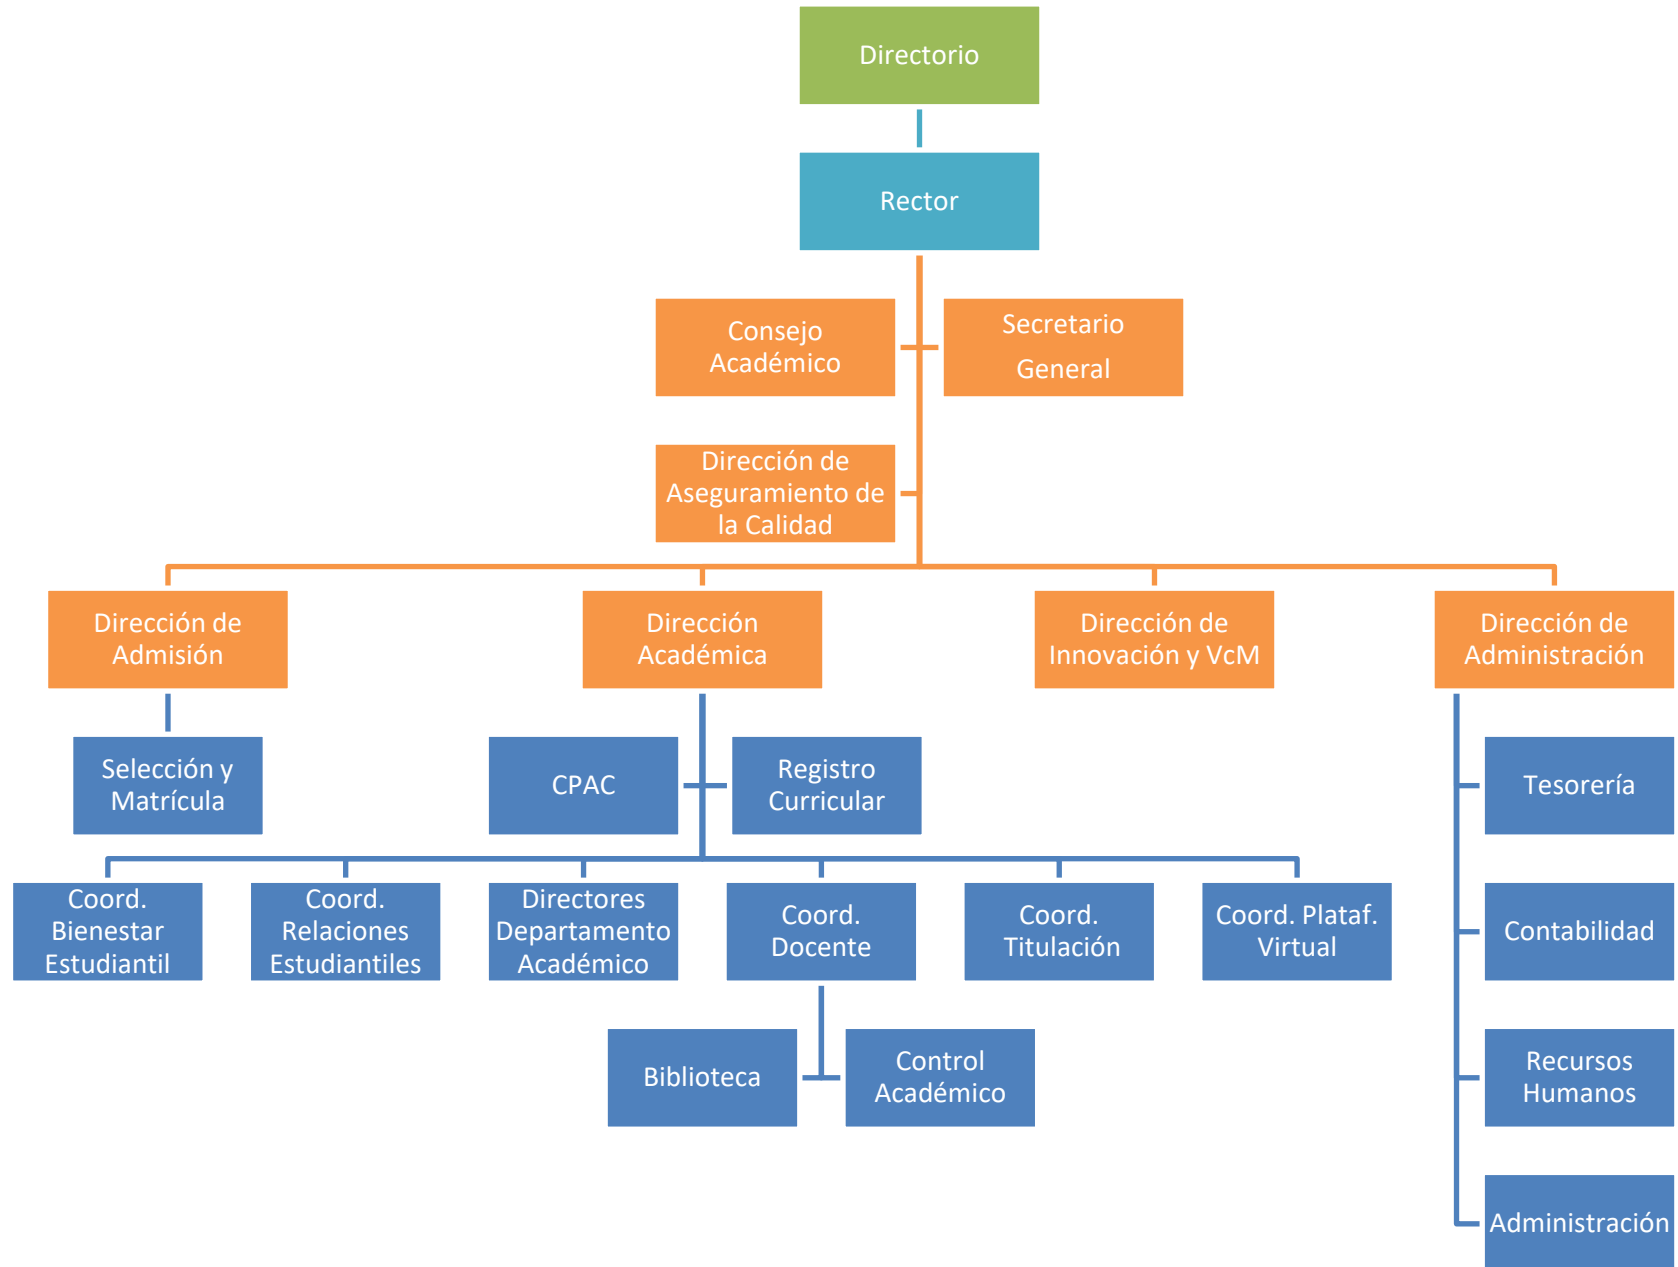 Directorio
Rector
Consejo
Académico
Secretario
General
Dirección de
Aseguramiento de
la Calidad
Dirección de
Admisión
Dirección
Académica
Dirección de
Innovación y VcM
Dirección de
Administración
Selección y
Matrícula
CPAC
Registro
Curricular
Tesorería
Coord.
Bienestar
Estudiantil
Coord.
Relaciones
Estudiantiles
Directores
Departamento
Académico
Coord.
Docente
Coord.
Titulación
Coord. Plataf.
Virtual
Contabilidad
Biblioteca
Control
Académico
Recursos
Humanos
Administración